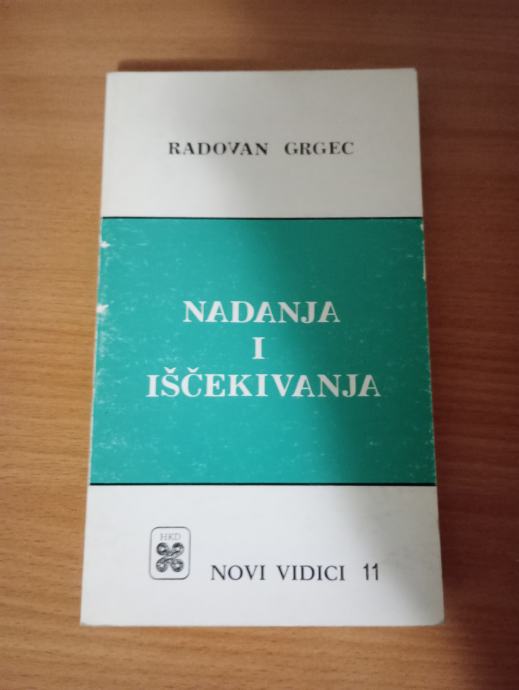 RADOVAN GRGEC
NADANJA
I
IŠČEKIVANJA
HKD
NOVI VIDICI 11